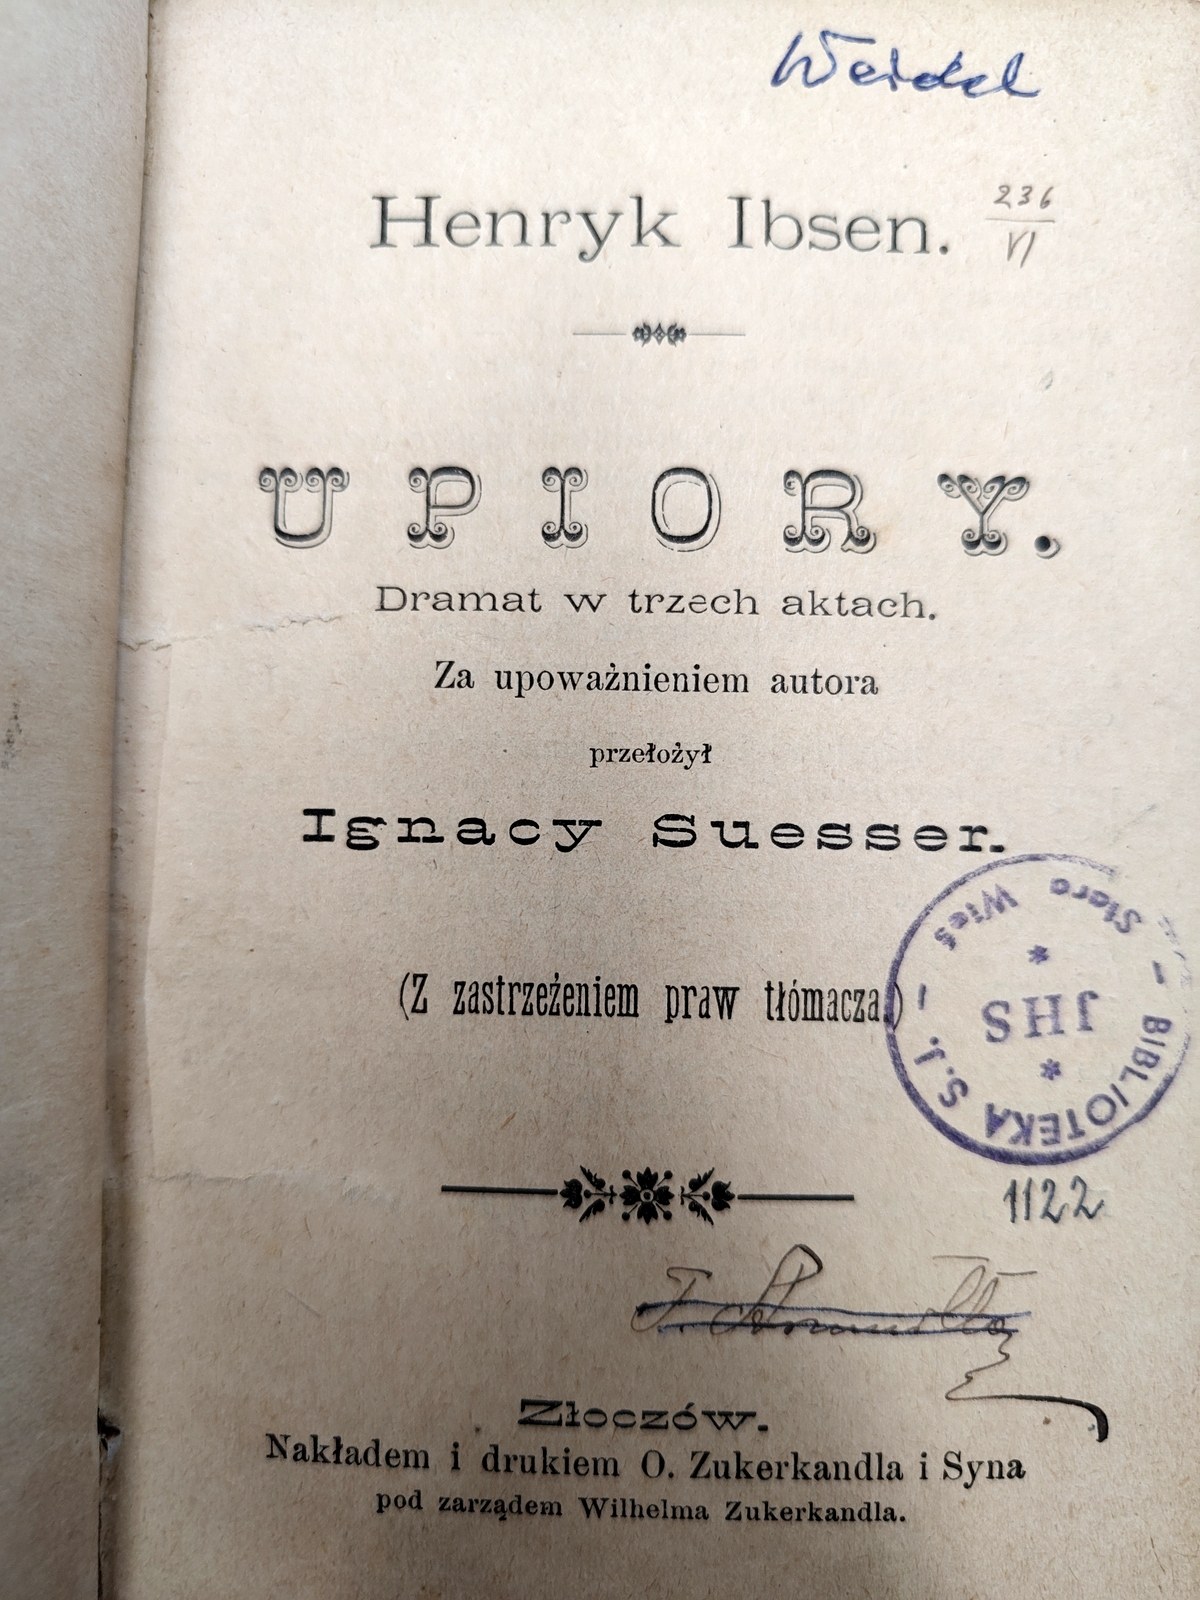 Weidel
Henryk Ibsen.
236
VI
UPIORY.
Dramat w trzech aktach.
Za upoważnieniem autora
przełożył
Ignacy Suesser.
(Z zastrzeżeniem praw tłómacza.)
BIBLIOTEKA S.J. – Stara Wieś –
* JHS *
1122
Złoczów.
Nakładem i drukiem O. Zukerkandla i Syna
pod zarządem Wilhelma Zukerkandla.